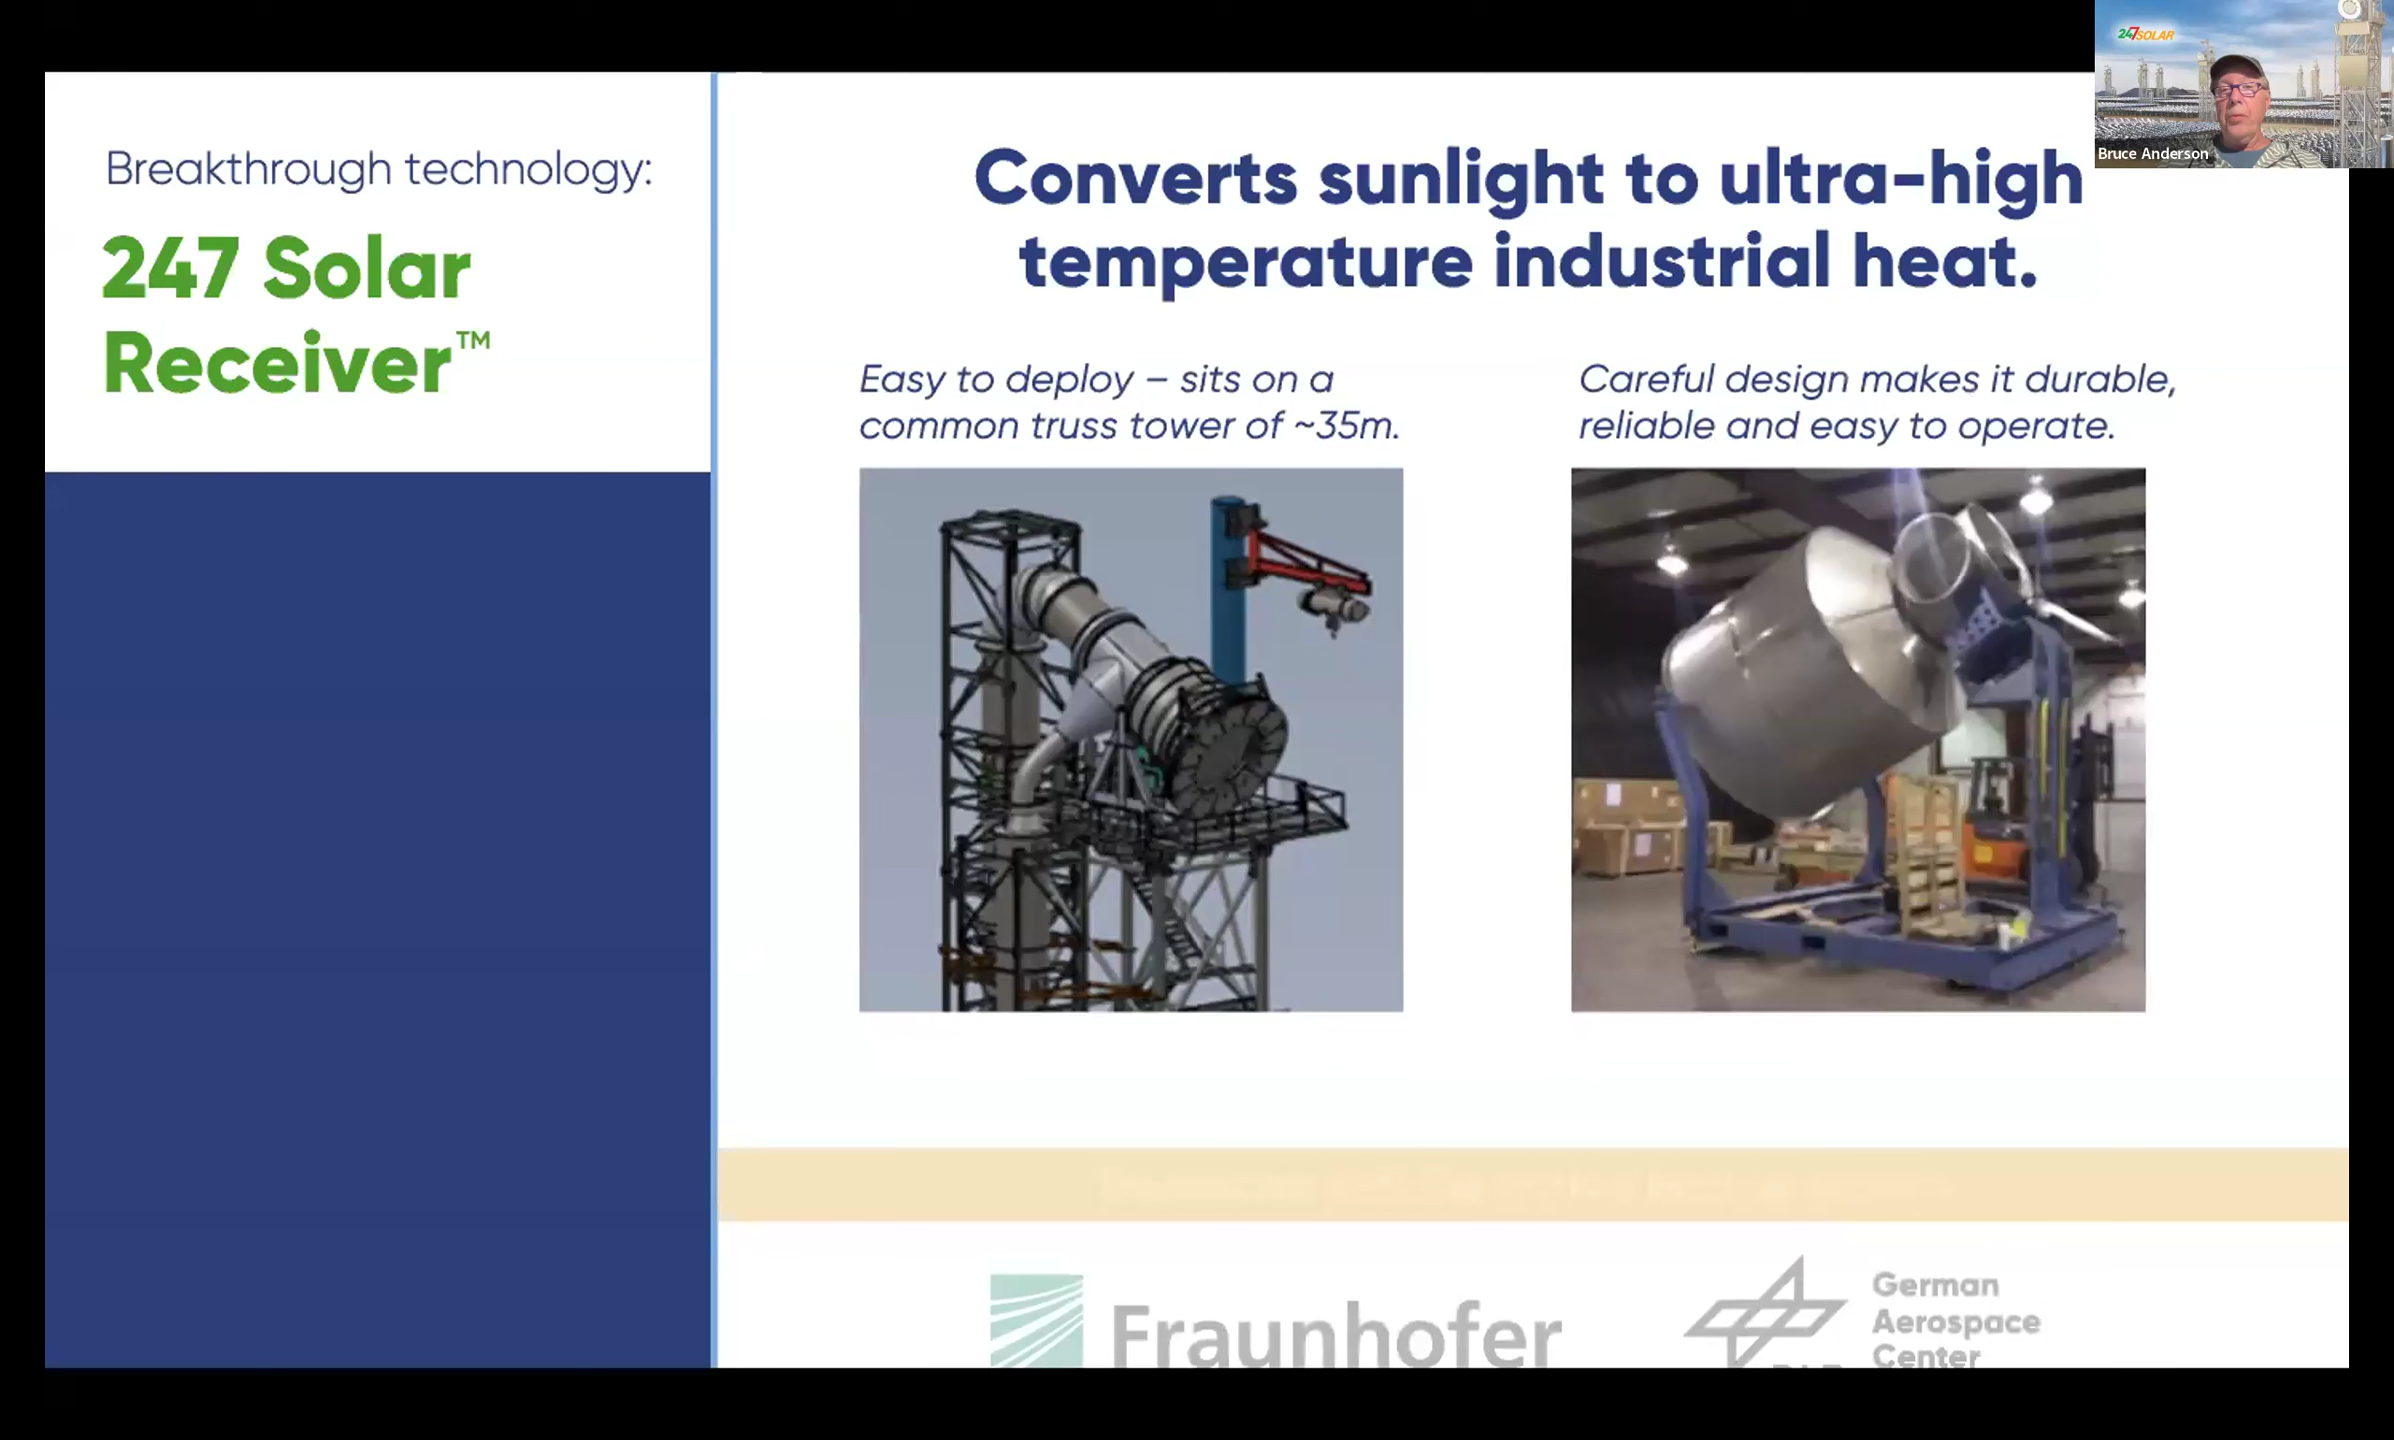 Breakthrough technology:
247 Solar
Receiver™
Converts sunlight to ultra-high
temperature industrial heat.
Easy to deploy – sits on a
common truss tower of ~35m.
Careful design makes it durable,
reliable and easy to operate.
247SOLAR
Bruce Anderson
Fraunhofer
German
Aerospace
Center